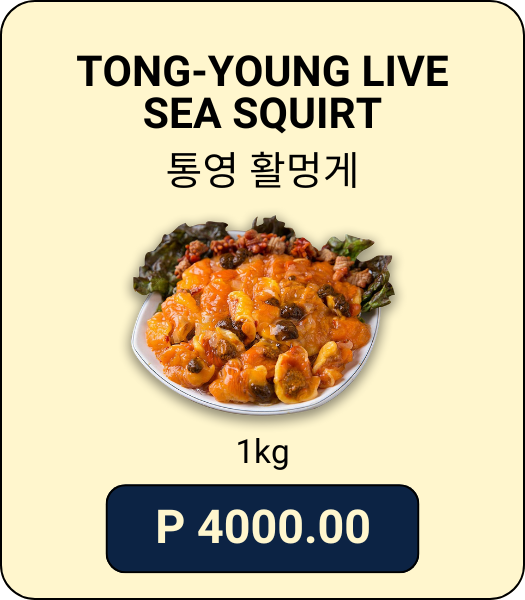 TONG-YOUNG LIVE
SEA SQUIRT
통영 활멍게
1kg
P 4000.00